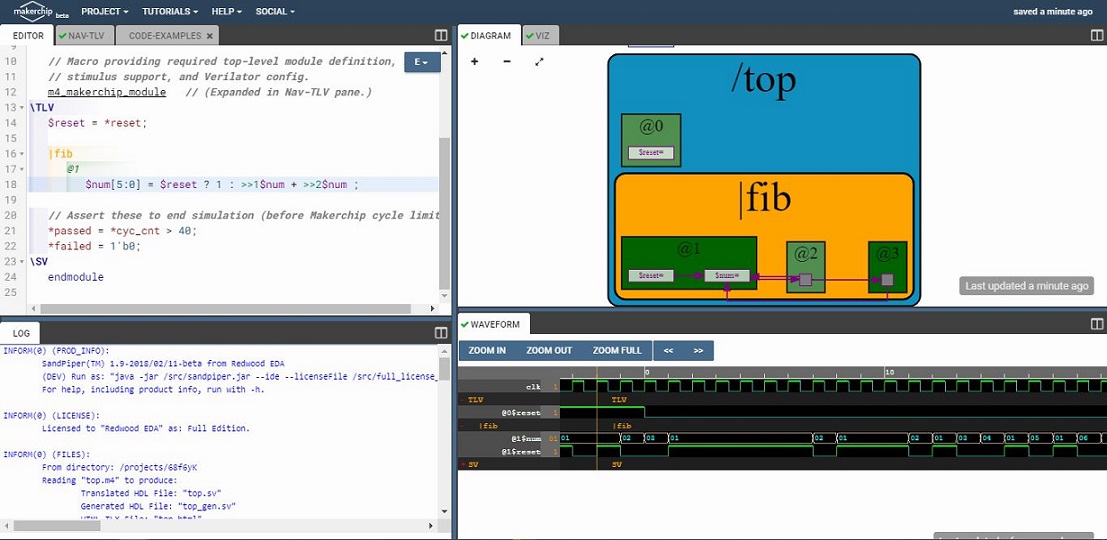 makerchip beta PROJECT TUTORIALS HELP SOCIAL saved a minute ago
EDITOR NAV-TLV CODE-EXAMPLES ×
9
10 // Macro providing required top-level module definition,
E
11 // stimulus support, and Verilator config.
12 m4_makerchip_module // (Expanded in Nav-TLV pane.)
13 \TLV
14 $reset = *reset;
15
16 |fib
17 @1
18 $num[5:0] = $reset ? 1 : >>1$num + >>2$num ;
19
20 // Assert these to end simulation (before Makerchip cycle limit
21 *passed = *cyc_cnt > 40;
22 *failed = 1'b0;
23 \SV
24 endmodule
25
LOG
INFORM(0) (PROD_INFO):
SandPiper(TM) 1.9-2018/02/11-beta from Redwood EDA
(DEV) Run as: "java -jar /src/sandpiper.jar --ide --licenseFile /src/full_license_
For help, including product info, run with -h.
INFORM(0) (LICENSE):
Licensed to "Redwood EDA" as: Full Edition.
INFORM(0) (FILES):
From directory: /projects/68f6yK
Reading "top.m4" to produce:
Translated HDL File: "top.sv"
Generated HDL File: "top_gen.sv"
DIAGRAM VIZ
+ −
/top
@0
$reset=
|fib
@1 @2 @3
$reset= $num=
Last updated a minute ago
WAVEFORM
ZOOM IN ZOOM OUT ZOOM FULL << >>
0 10
clk 1
TLV TLV
@0$reset 1
|fib |fib
@1$num 01 01 02 03 01 02 01 02 01 03 04 01 05 01 06
@1$reset 1
SV SV